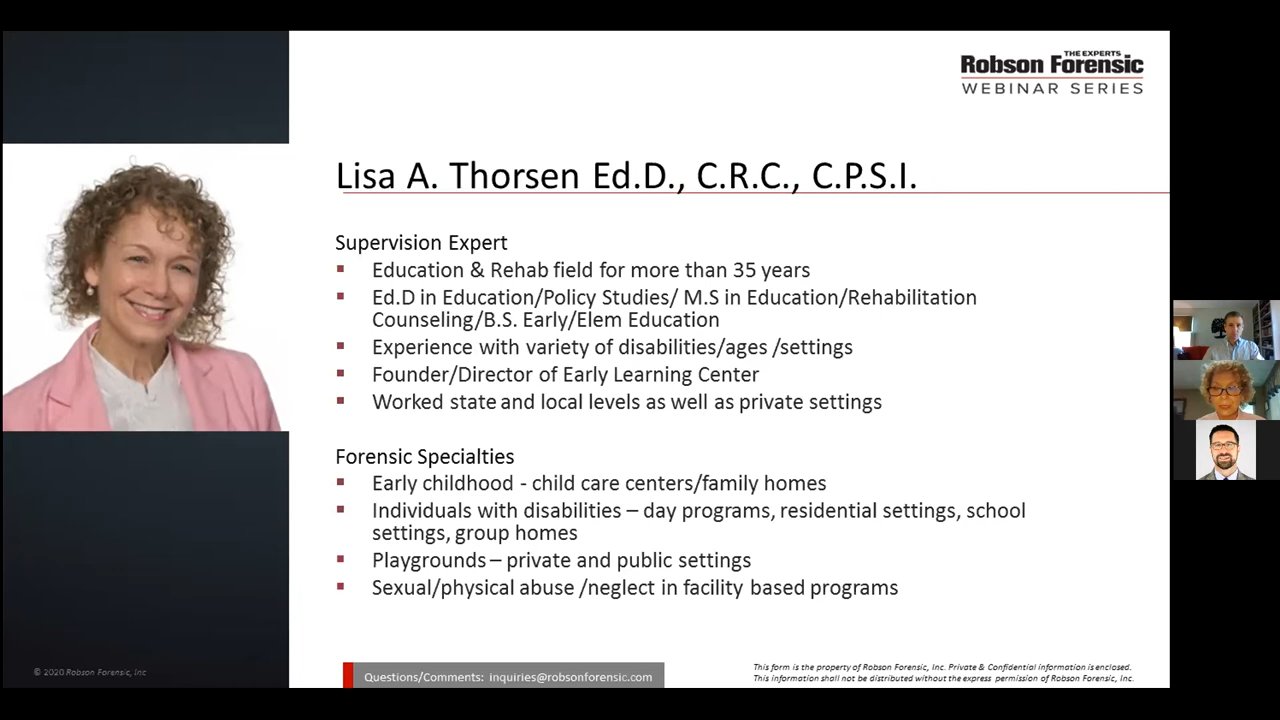 THE EXPERTS
Robson Forensic
WEBINAR SERIES
Lisa A. Thorsen Ed.D., C.R.C., C.P.S.I.
Supervision Expert
▪ Education & Rehab field for more than 35 years
▪ Ed.D in Education/Policy Studies/ M.S in Education/Rehabilitation
Counseling/B.S. Early/Elem Education
▪ Experience with variety of disabilities/ages /settings
▪ Founder/Director of Early Learning Center
▪ Worked state and local levels as well as private settings
Forensic Specialties
▪ Early childhood - child care centers/family homes
▪ Individuals with disabilities – day programs, residential settings, school
settings, group homes
▪ Playgrounds – private and public settings
▪ Sexual/physical abuse /neglect in facility based programs
© 2020 Robson Forensic, Inc
Questions/Comments: inquiries@robsonforensic.com
This form is the property of Robson Forensic, Inc. Private & Confidential information is enclosed.
This information shall not be distributed without the express permission of Robson Forensic, Inc.